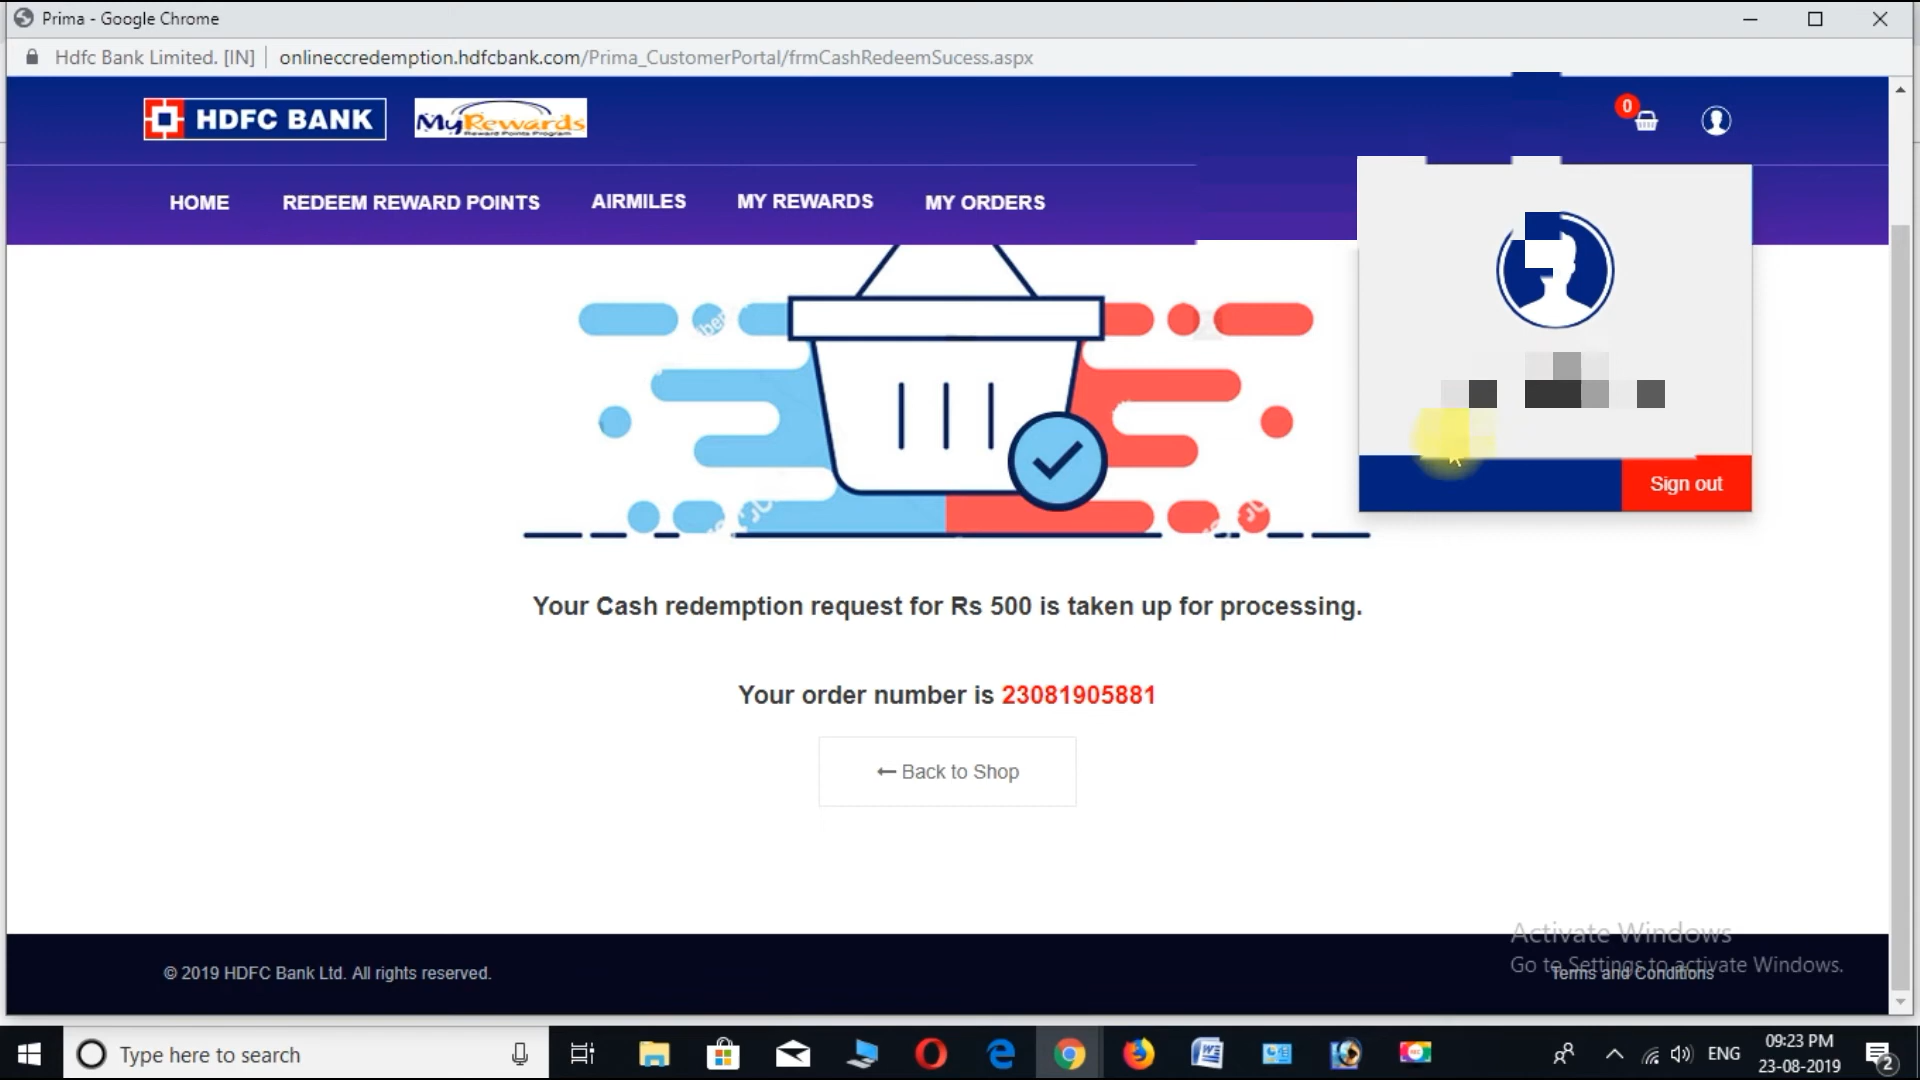 Prima - Google Chrome
Hdfc Bank Limited. [IN] onlineccredemption.hdfcbank.com/Prima_CustomerPortal/frmCashRedeemSucess.aspx
HDFC BANK
MyRewards
Reward Points Program
0
HOME
REDEEM REWARD POINTS
AIRMILES
MY REWARDS
MY ORDERS
Sign out
Your Cash redemption request for Rs 500 is taken up for processing.
Your order number is 23081905881
Back to Shop
© 2019 HDFC Bank Ltd. All rights reserved.
Terms and Conditions
Activate Windows
Go to Settings to activate Windows.
Type here to search
ENG
09:23 PM
23-08-2019
2